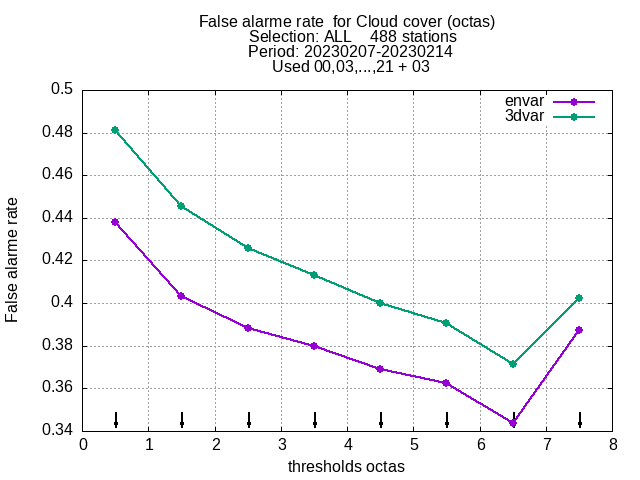 False alarme rate  for Cloud cover (octas)
Selection: ALL    488 stations
Period: 20230207-20230214
Used 00,03,...,21 + 03
envar
3dvar
False alarme rate
0.5
0.48
0.46
0.44
0.42
0.4
0.38
0.36
0.34
0 1 2 3 4 5 6 7 8
thresholds octas